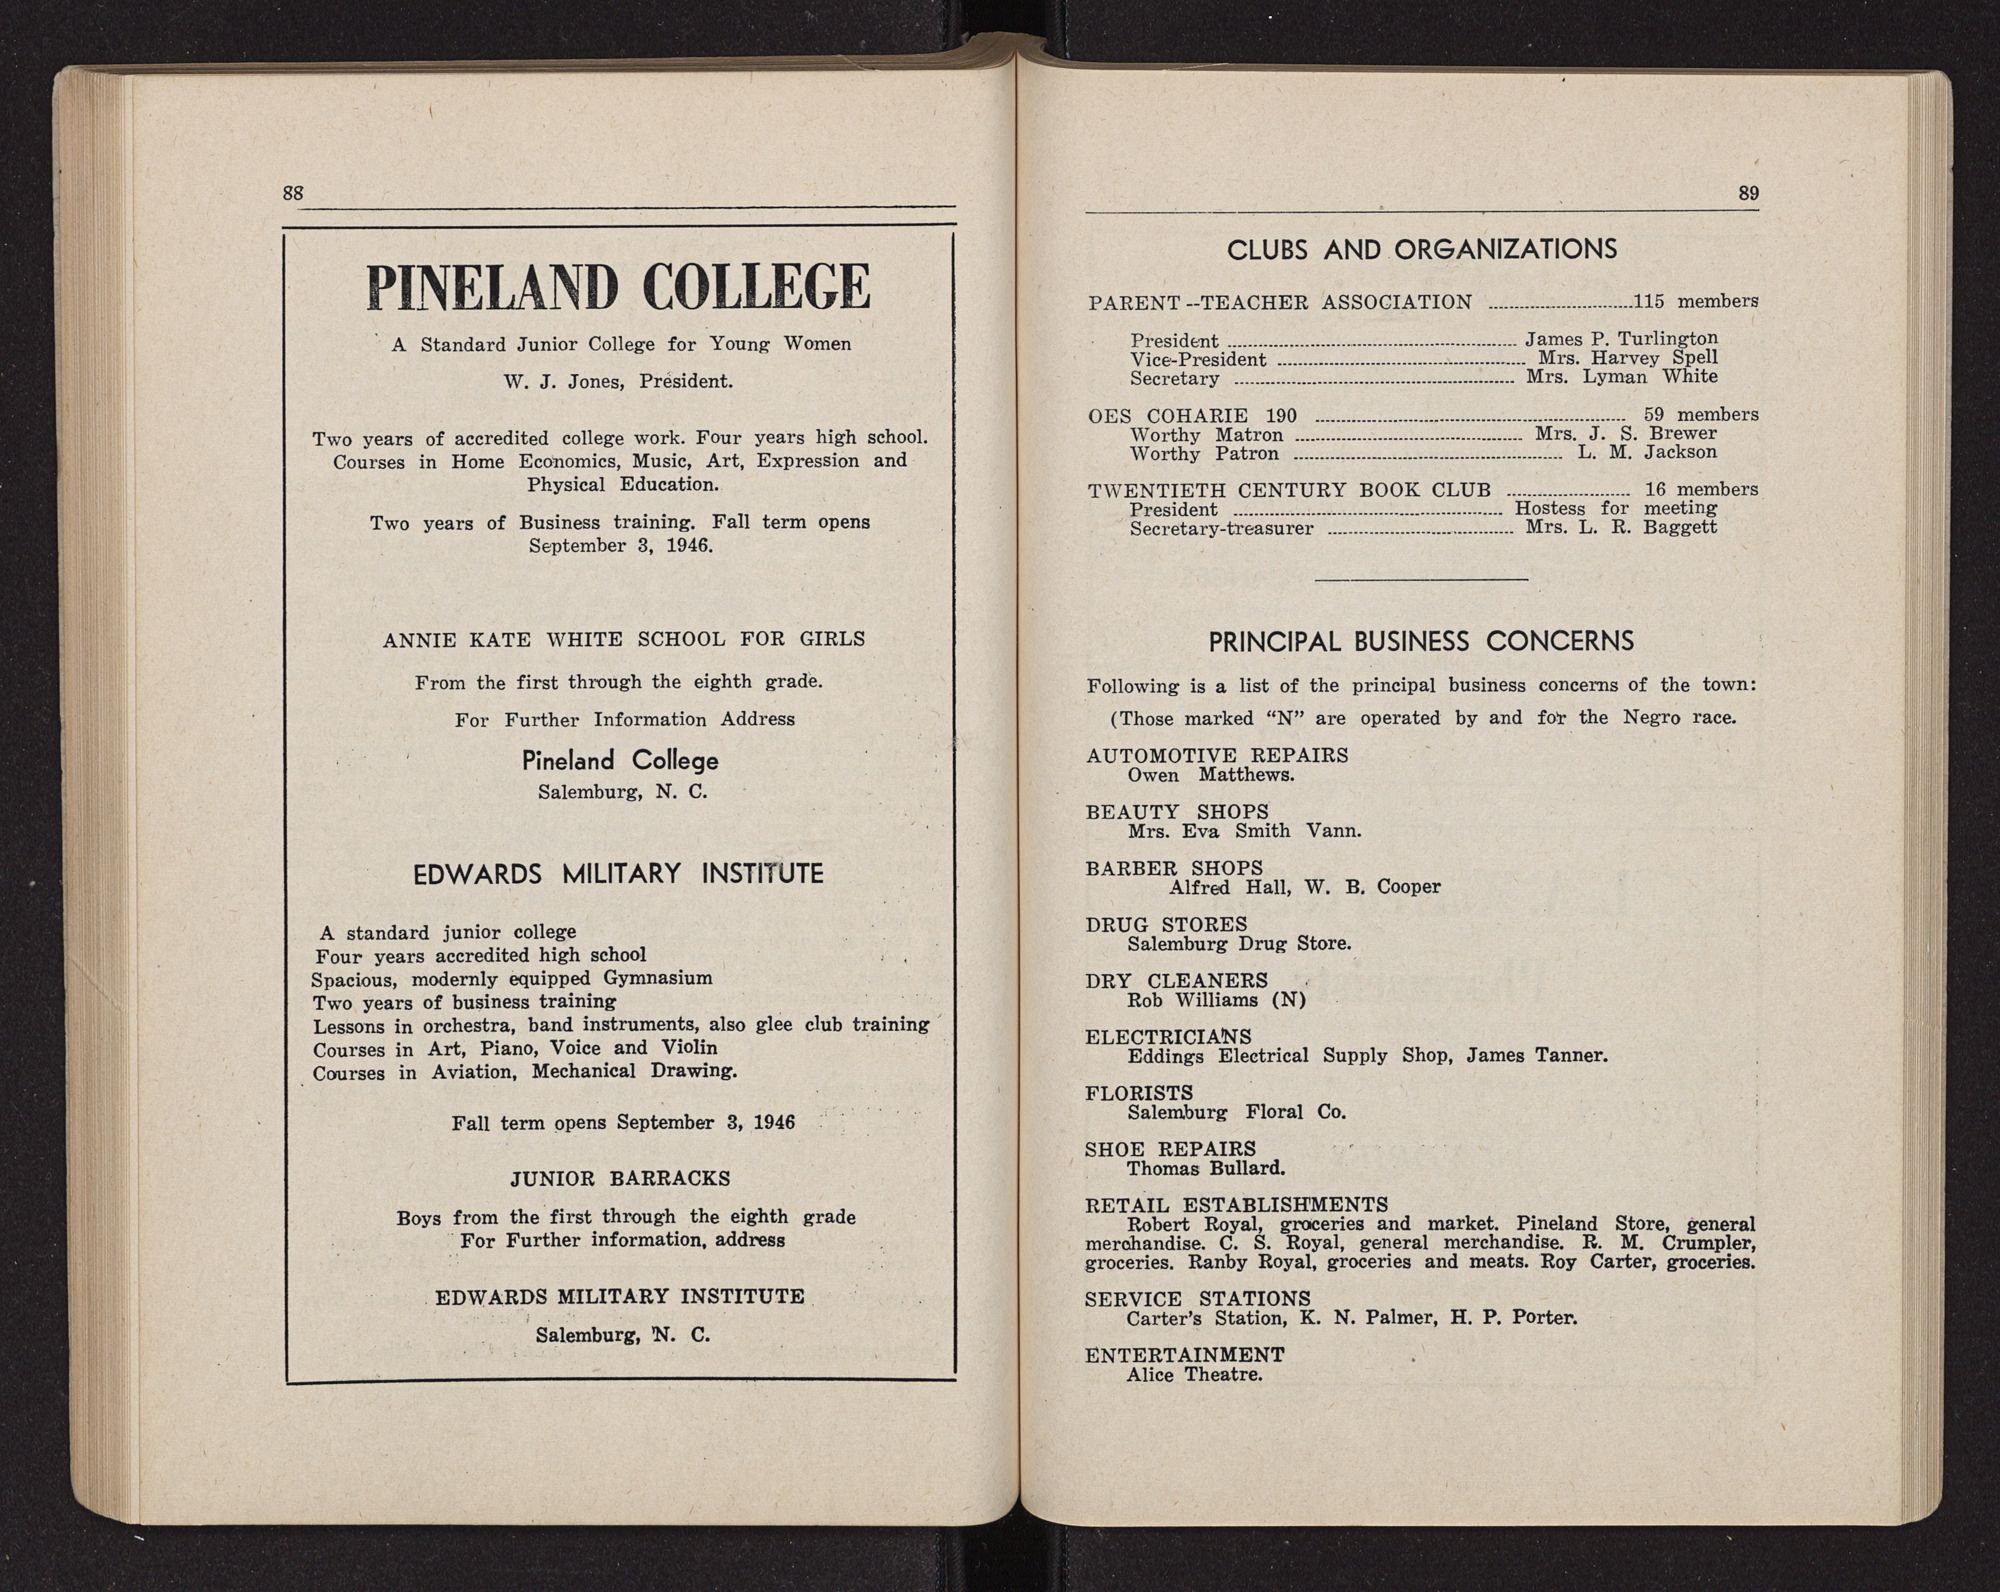 88
PINELAND COLLEGE
A Standard Junior College for Young Women
W. J. Jones, President.
Two years of accredited college work. Four years high school.
Courses in Home Economics, Music, Art, Expression and
Physical Education.
Two years of Business training. Fall term opens
September 3, 1946.
ANNIE KATE WHITE SCHOOL FOR GIRLS
From the first through the eighth grade.
For Further Information Address
Pineland College
Salemburg, N. C.
EDWARDS MILITARY INSTITUTE
A standard junior college
Four years accredited high school
Spacious, modernly equipped Gymnasium
Two years of business training
Lessons in orchestra, band instruments, also glee club training
Courses in Art, Piano, Voice and Violin
Courses in Aviation, Mechanical Drawing.
Fall term opens September 3, 1946
JUNIOR BARRACKS
Boys from the first through the eighth grade
For Further information, address
EDWARDS MILITARY INSTITUTE
Salemburg, N. C.
89
CLUBS AND ORGANIZATIONS
PARENT--TEACHER ASSOCIATION ........................115 members
President ........................ James P. Turlington
Vice-President ........................ Mrs. Harvey Spell
Secretary ........................ Mrs. Lyman White
OES COHARIE 190 ........................ 59 members
Worthy Matron ........................ Mrs. J. S. Brewer
Worthy Patron ........................ L. M. Jackson
TWENTIETH CENTURY BOOK CLUB ........................ 16 members
President ........................ Hostess for meeting
Secretary-treasurer ........................ Mrs. L. R. Baggett
PRINCIPAL BUSINESS CONCERNS
Following is a list of the principal business concerns of the town:
(Those marked “N” are operated by and for the Negro race.
AUTOMOTIVE REPAIRS
Owen Matthews.
BEAUTY SHOPS
Mrs. Eva Smith Vann.
BARBER SHOPS
Alfred Hall, W. B. Cooper
DRUG STORES
Salemburg Drug Store.
DRY CLEANERS
Rob Williams (N)
ELECTRICIANS
Eddings Electrical Supply Shop, James Tanner.
FLORISTS
Salemburg Floral Co.
SHOE REPAIRS
Thomas Bullard.
RETAIL ESTABLISHMENTS
Robert Royal, groceries and market. Pineland Store, general
merchandise. C. S. Royal, general merchandise. R. M. Crumpler,
groceries. Ranby Royal, groceries and meats. Roy Carter, groceries.
SERVICE STATIONS
Carter's Station, K. N. Palmer, H. P. Porter.
ENTERTAINMENT
Alice Theatre.